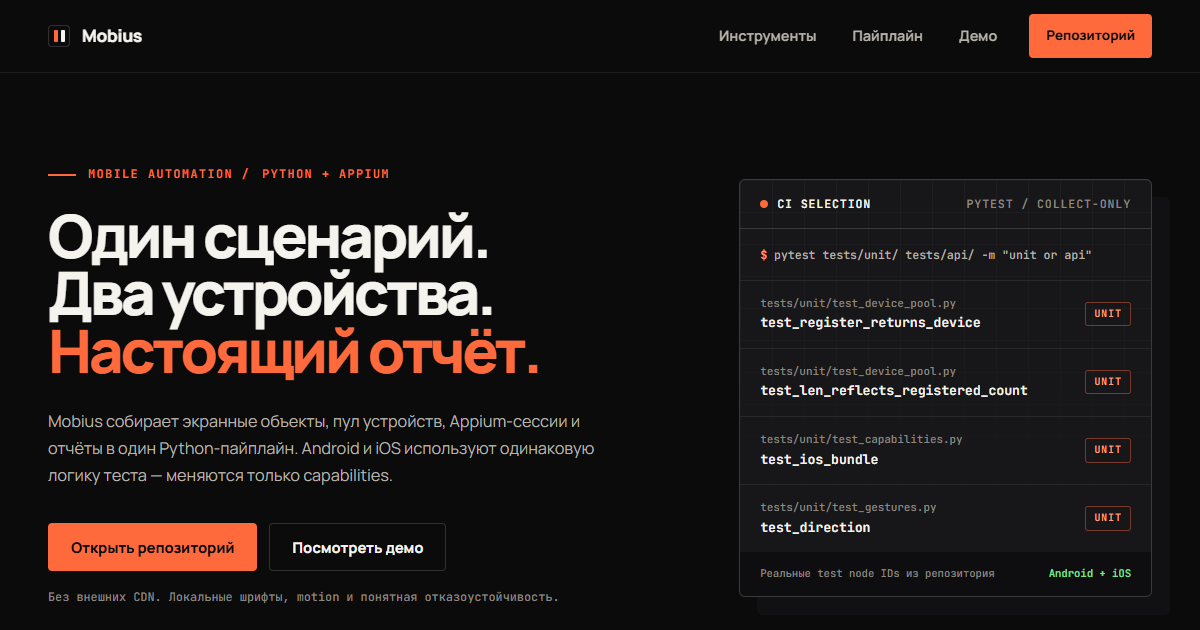 Mobius
Инструменты
Пайплайн
Демо
Репозиторий
MOBILE AUTOMATION / PYTHON + APPIUM
Один сценарий.
Два устройства.
Настоящий отчёт.
Mobius собирает экранные объекты, пул устройств, Appium-сессии и
отчёты в один Python-пайплайн. Android и iOS используют одинаковую
логику теста — меняются только capabilities.
Открыть репозиторий
Посмотреть демо
Без внешних CDN. Локальные шрифты, motion и понятная отказоустойчивость.
CI SELECTION
PYTEST / COLLECT-ONLY
$ pytest tests/unit/ tests/api/ -m "unit or api"
tests/unit/test_device_pool.py
test_register_returns_device
UNIT
tests/unit/test_device_pool.py
test_len_reflects_registered_count
UNIT
tests/unit/test_capabilities.py
test_ios_bundle
UNIT
tests/unit/test_gestures.py
test_direction
UNIT
Реальные test node IDs из репозитория
Android + iOS